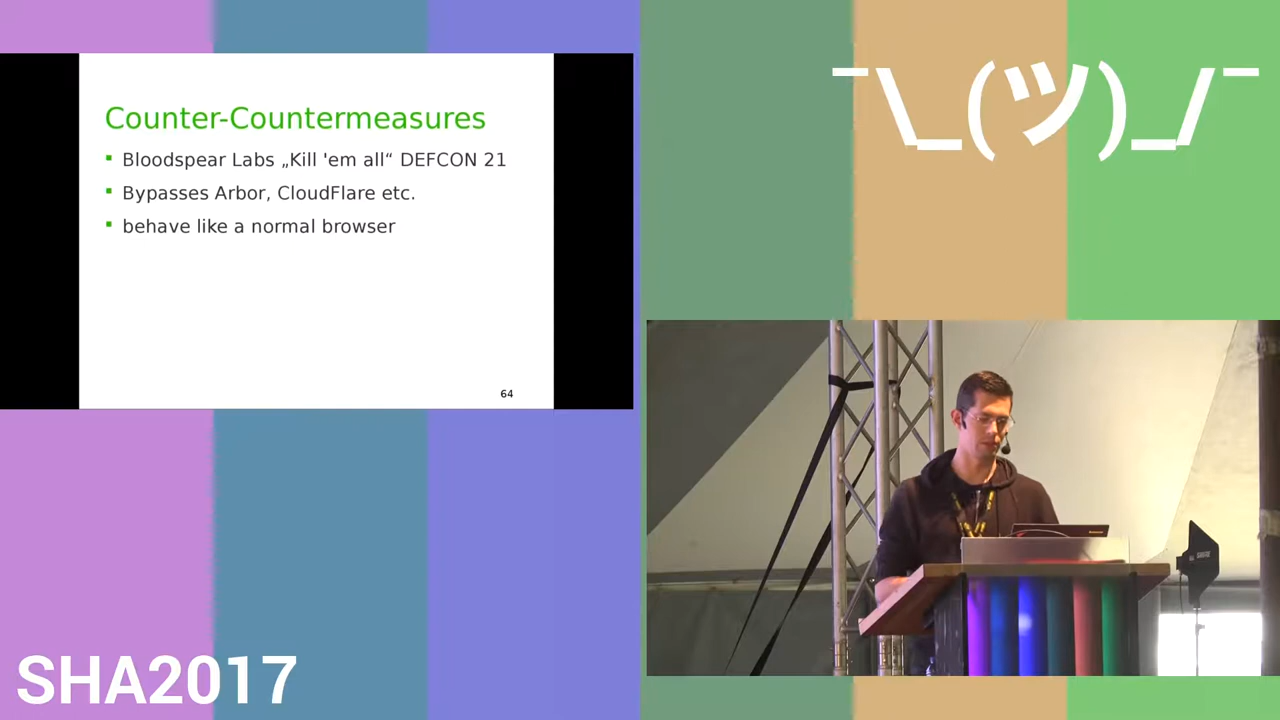 Counter-Countermeasures
Bloodspear Labs „Kill 'em all“ DEFCON 21
Bypasses Arbor, CloudFlare etc.
behave like a normal browser
64
¯\_(ツ)_/¯
SHA2017